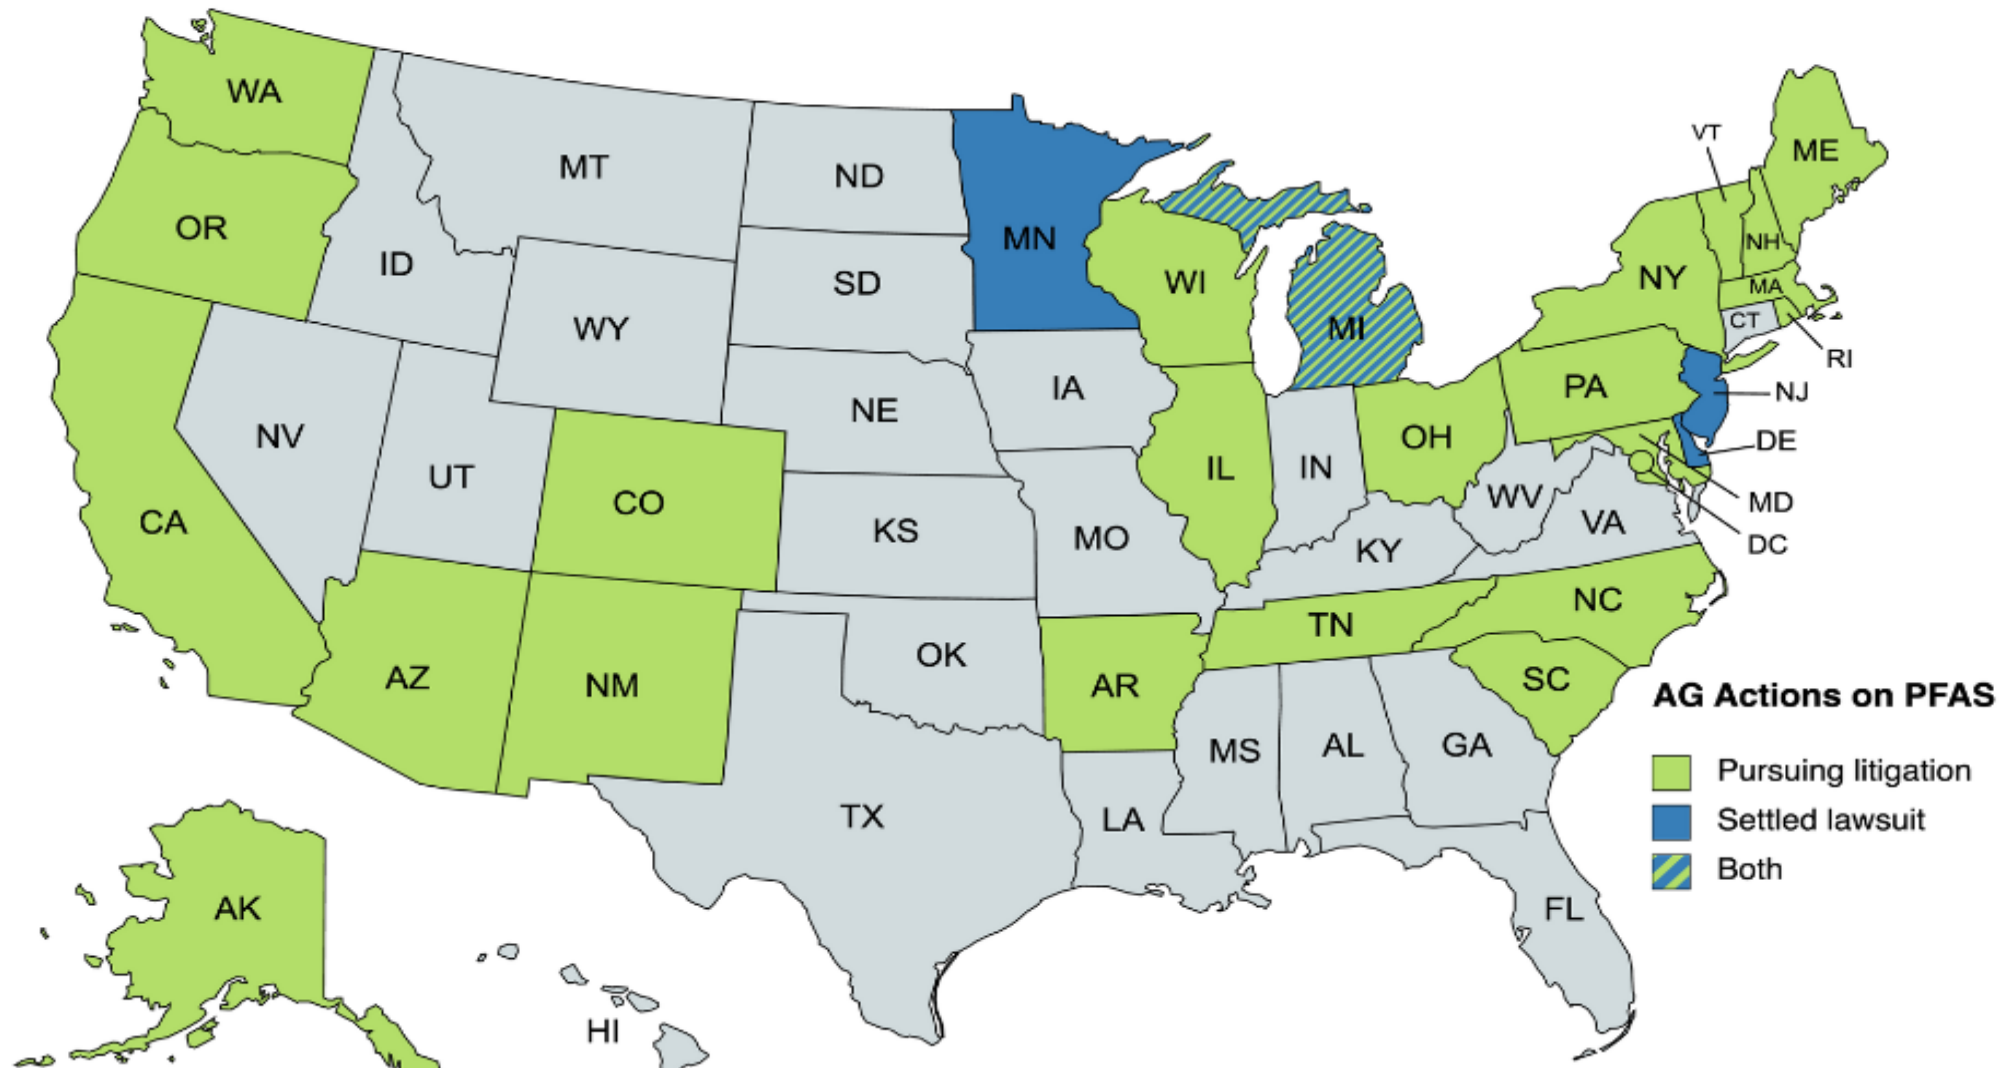 WA
MT
ND
MN
VT
ME
OR
ID
SD
WI
NY
NH
MA
WY
MI
CT
RI
IA
PA
NJ
NE
NV
UT
CO
IL
IN
OH
DE
MD
WV
VA
DC
CA
KS
MO
KY
TN
NC
AZ
NM
OK
AR
SC
MS
AL
GA
TX
LA
AG Actions on PFAS
Pursuing litigation
Settled lawsuit
Both
AK
FL
HI